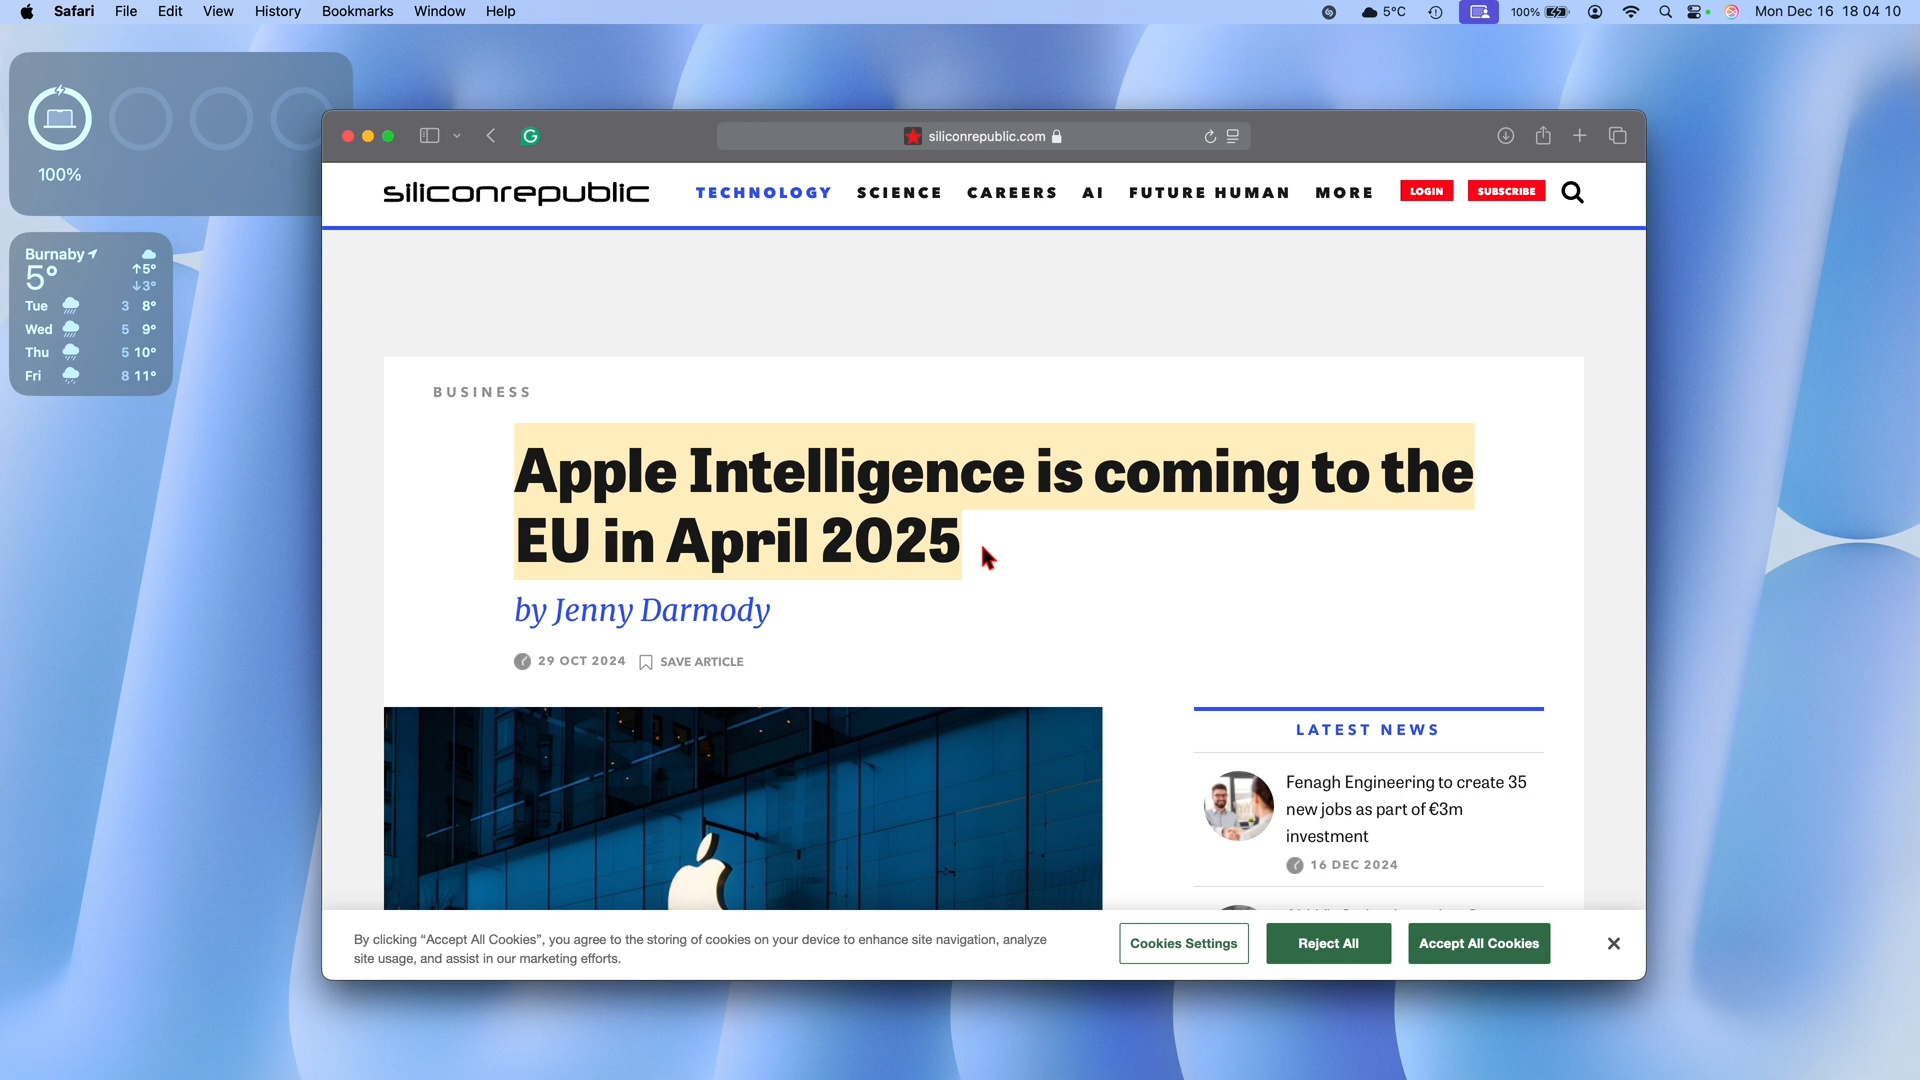 Safari File Edit View History Bookmarks Window Help
5°C 100% Mon Dec 16 18 04 10
100%
Burnaby
5°
↑5°
↓3°
Tue 3 8°
Wed 5 9°
Thu 5 10°
Fri 8 11°
siliconrepublic.com
siliconrepublic TECHNOLOGY SCIENCE CAREERS AI FUTURE HUMAN MORE LOGIN SUBSCRIBE
BUSINESS
Apple Intelligence is coming to the
EU in April 2025
by Jenny Darmody
29 OCT 2024 SAVE ARTICLE
LATEST NEWS
Fenagh Engineering to create 35
new jobs as part of €3m
investment
16 DEC 2024
By clicking “Accept All Cookies”, you agree to the storing of cookies on your device to enhance site navigation, analyze
site usage, and assist in our marketing efforts.
Cookies Settings Reject All Accept All Cookies